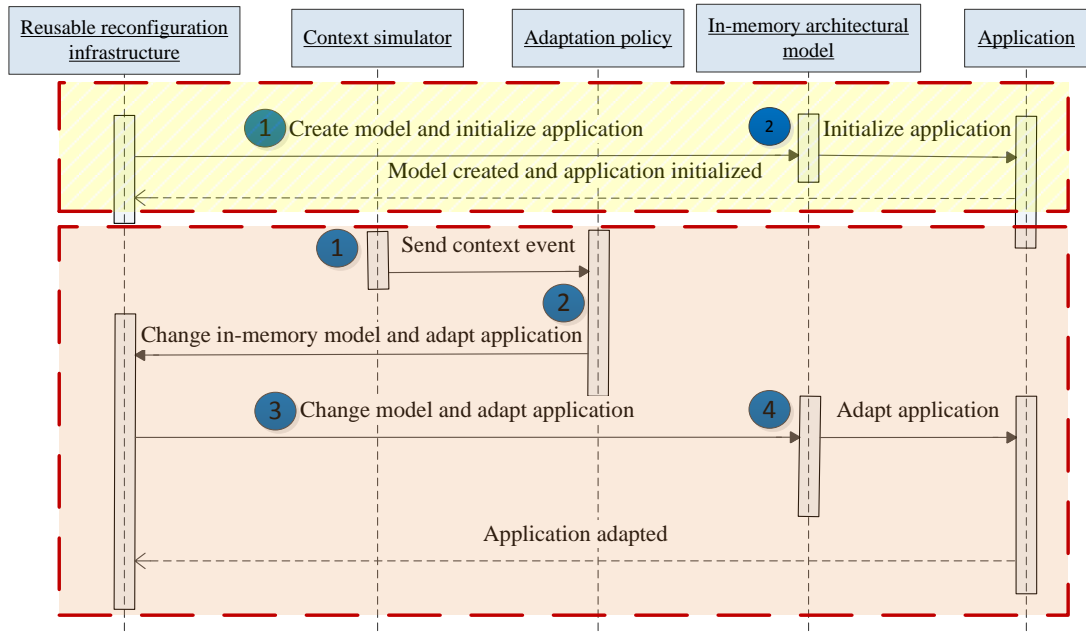 Reusable reconfiguration
infrastructure
Context simulator
Adaptation policy
In-memory architectural
model
Application
1
Create model and initialize application
2
Initialize application
Model created and application initialized
1
Send context event
2
Change in-memory model and adapt application
3
Change model and adapt application
4
Adapt application
Application adapted